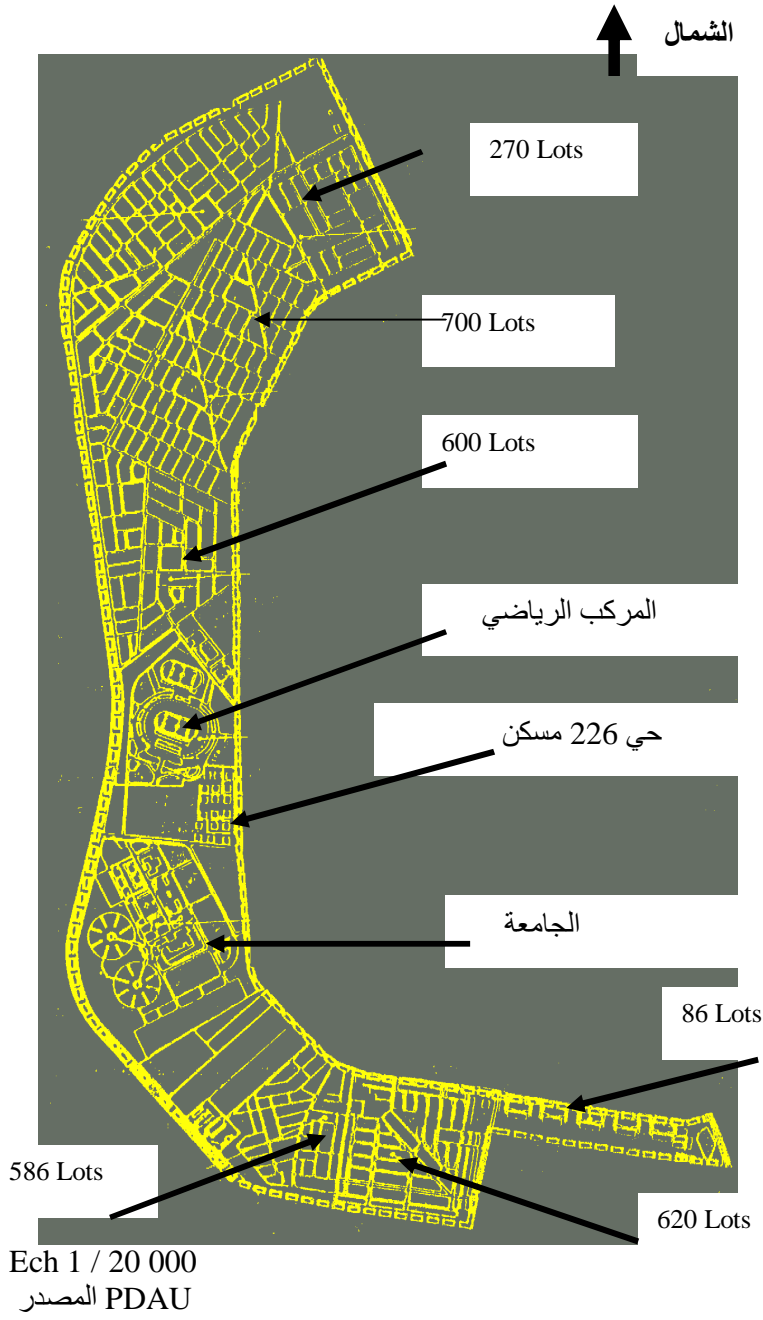 الشمال
270 Lots
700 Lots
600 Lots
المركب الرياضي
حي 226 مسكن
الجامعة
86 Lots
586 Lots
620 Lots
Ech 1 / 20 000
المصدر PDAU